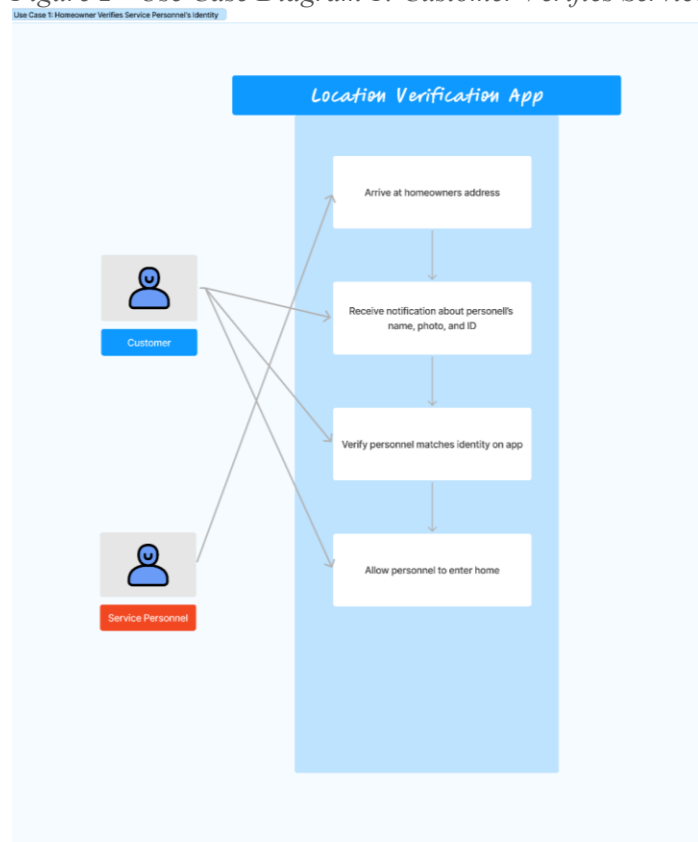 Use Case 1: Homeowner Verifies Service Personnel's Identity
Location Verification App
Arrive at homeowners address
Receive notification about personell's
name, photo, and ID
Customer
Verify personnel matches identity on app
Allow personnel to enter home
Service Personnel